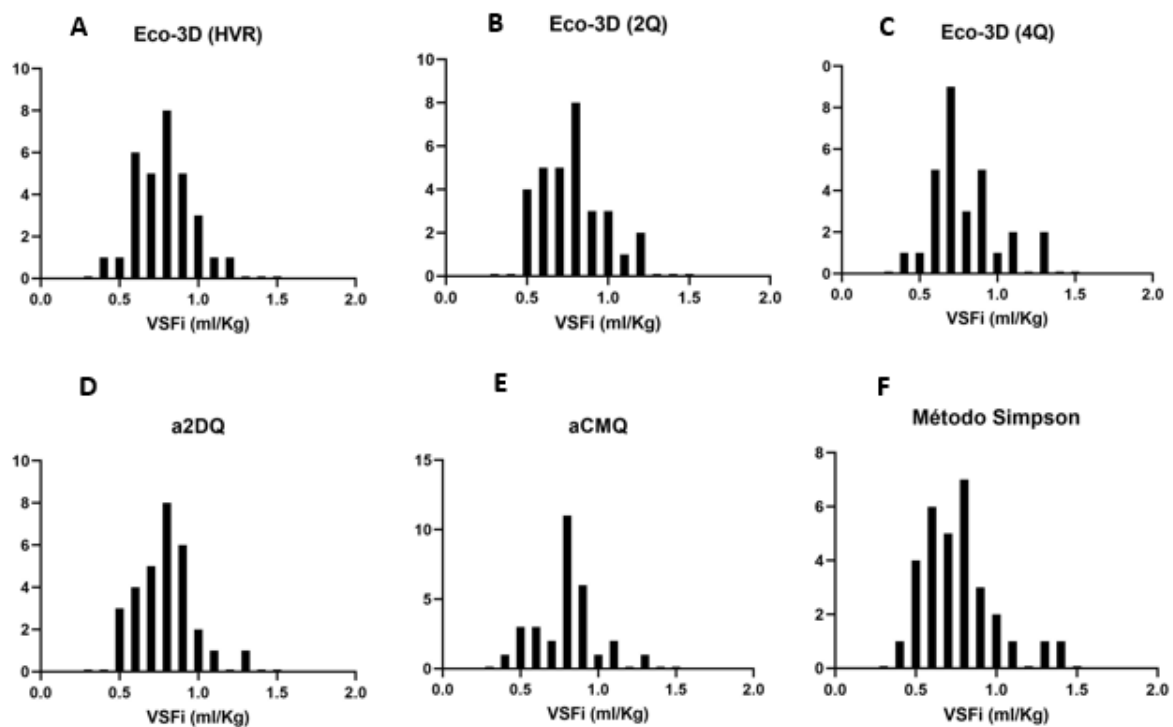 A
Eco-3D (HVR)
10
8
6
4
2
0
0.0 0.5 1.0 1.5 2.0
VSFi (ml/Kg)
B
Eco-3D (2Q)
10
8
6
4
2
0
0.0 0.5 1.0 1.5 2.0
VSFi (ml/Kg)
C
Eco-3D (4Q)
0
8
6
4
2
0
0.0 0.5 1.0 1.5 2.0
VSFi (ml/Kg)
D
a2DQ
10
8
6
4
2
0
0.0 0.5 1.0 1.5 2.0
VSFi (ml/Kg)
E
aCMQ
15
10
5
0
0.0 0.5 1.0 1.5 2.0
VSFi (ml/Kg)
F
Método Simpson
8
6
4
2
0
0.0 0.5 1.0 1.5 2.0
VSFi (ml/Kg)